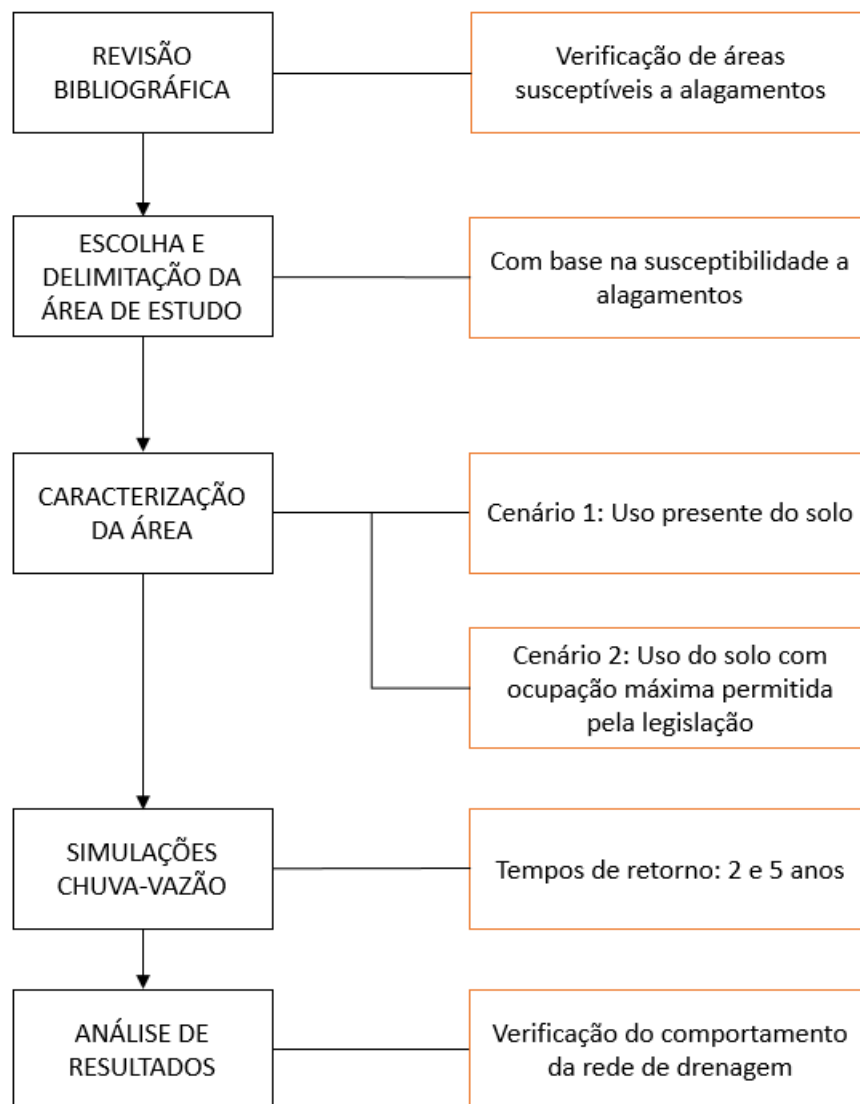 REVISÃO
BIBLIOGRÁFICA
Verificação de áreas
susceptíveis a alagamentos
ESCOLHA E
DELIMITAÇÃO DA
ÁREA DE ESTUDO
Com base na susceptibilidade a
alagamentos
CARACTERIZAÇÃO
DA ÁREA
Cenário 1: Uso presente do solo
Cenário 2: Uso do solo com
ocupação máxima permitida
pela legislação
SIMULAÇÕES
CHUVA-VAZÃO
Tempos de retorno: 2 e 5 anos
ANÁLISE DE
RESULTADOS
Verificação do comportamento
da rede de drenagem